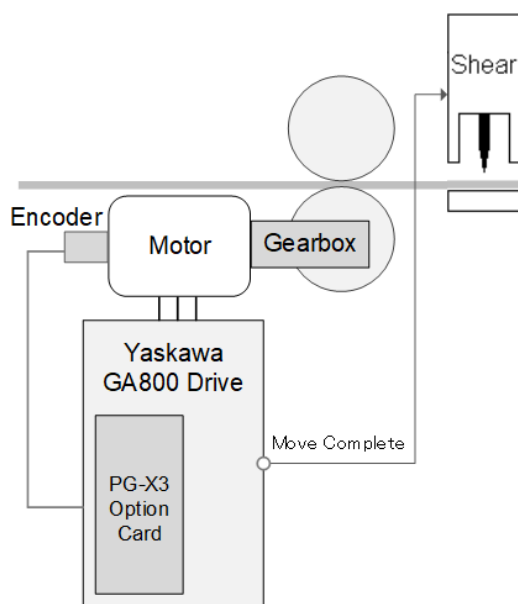 Shear
Encoder
Motor
Gearbox
Yaskawa
GA800 Drive
Move Complete
PG-X3
Option
Card